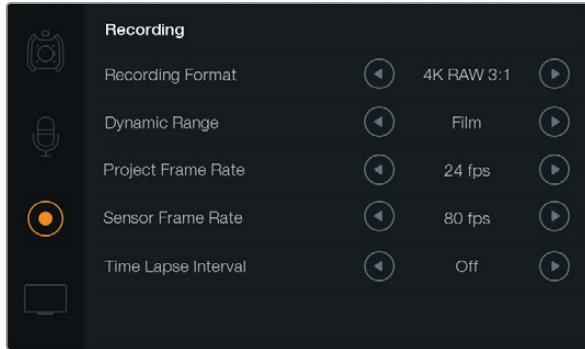 Recording
Recording Format 4K RAW 3:1
Dynamic Range Film
Project Frame Rate 24 fps
Sensor Frame Rate 80 fps
Time Lapse Interval Off